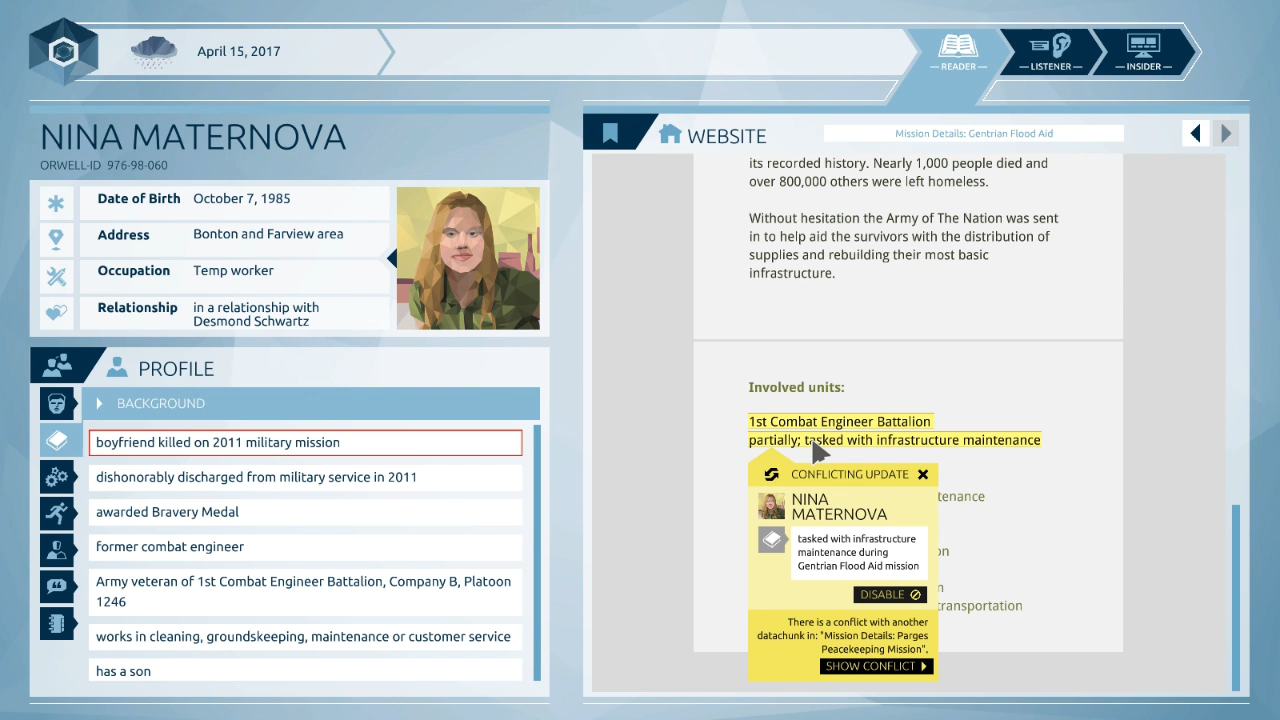 April 15, 2017
— READER —
— LISTENER —
— INSIDER —
NINA MATERNOVA
ORWELL-ID 976-98-060
Date of Birth October 7, 1985
Address Bonton and Farview area
Occupation Temp worker
Relationship in a relationship with
Desmond Schwartz
PROFILE
BACKGROUND
boyfriend killed on 2011 military mission
dishonorably discharged from military service in 2011
awarded Bravery Medal
former combat engineer
Army veteran of 1st Combat Engineer Battalion, Company B, Platoon
1246
works in cleaning, groundskeeping, maintenance or customer service
has a son
WEBSITE
Mission Details: Gentrian Flood Aid
its recorded history. Nearly 1,000 people died and
over 800,000 others were left homeless.
Without hesitation the Army of The Nation was sent
in to help aid the survivors with the distribution of
supplies and rebuilding their most basic
infrastructure.
Involved units:
1st Combat Engineer Battalion
partially; tasked with infrastructure maintenance
CONFLICTING UPDATE
NINA
MATERNOVA
tasked with infrastructure
maintenance during
Gentrian Flood Aid mission
DISABLE
There is a conflict with another
datachunk in: "Mission Details: Parges
Peacekeeping Mission".
SHOW CONFLICT
transportation